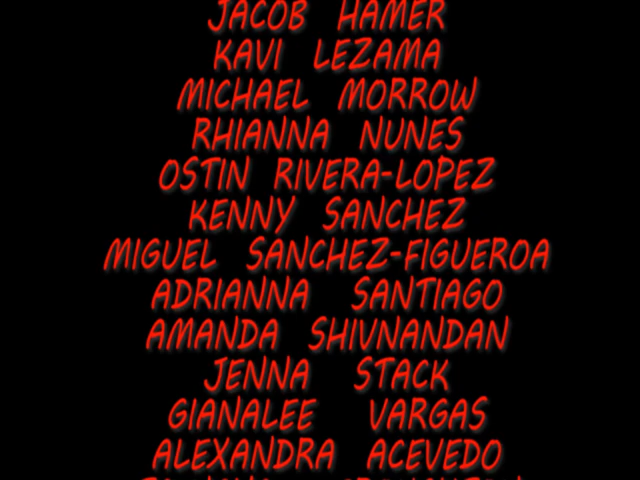 JACOB HAMER
KAVI LEZAMA
MICHAEL MORROW
RHIANNA NUNES
OSTIN RIVERA-LOPEZ
KENNY SANCHEZ
MIGUEL SANCHEZ-FIGUEROA
ADRIANNA SANTIAGO
AMANDA SHIVNANDAN
JENNA STACK
GIANALEE VARGAS
ALEXANDRA ACEVEDO